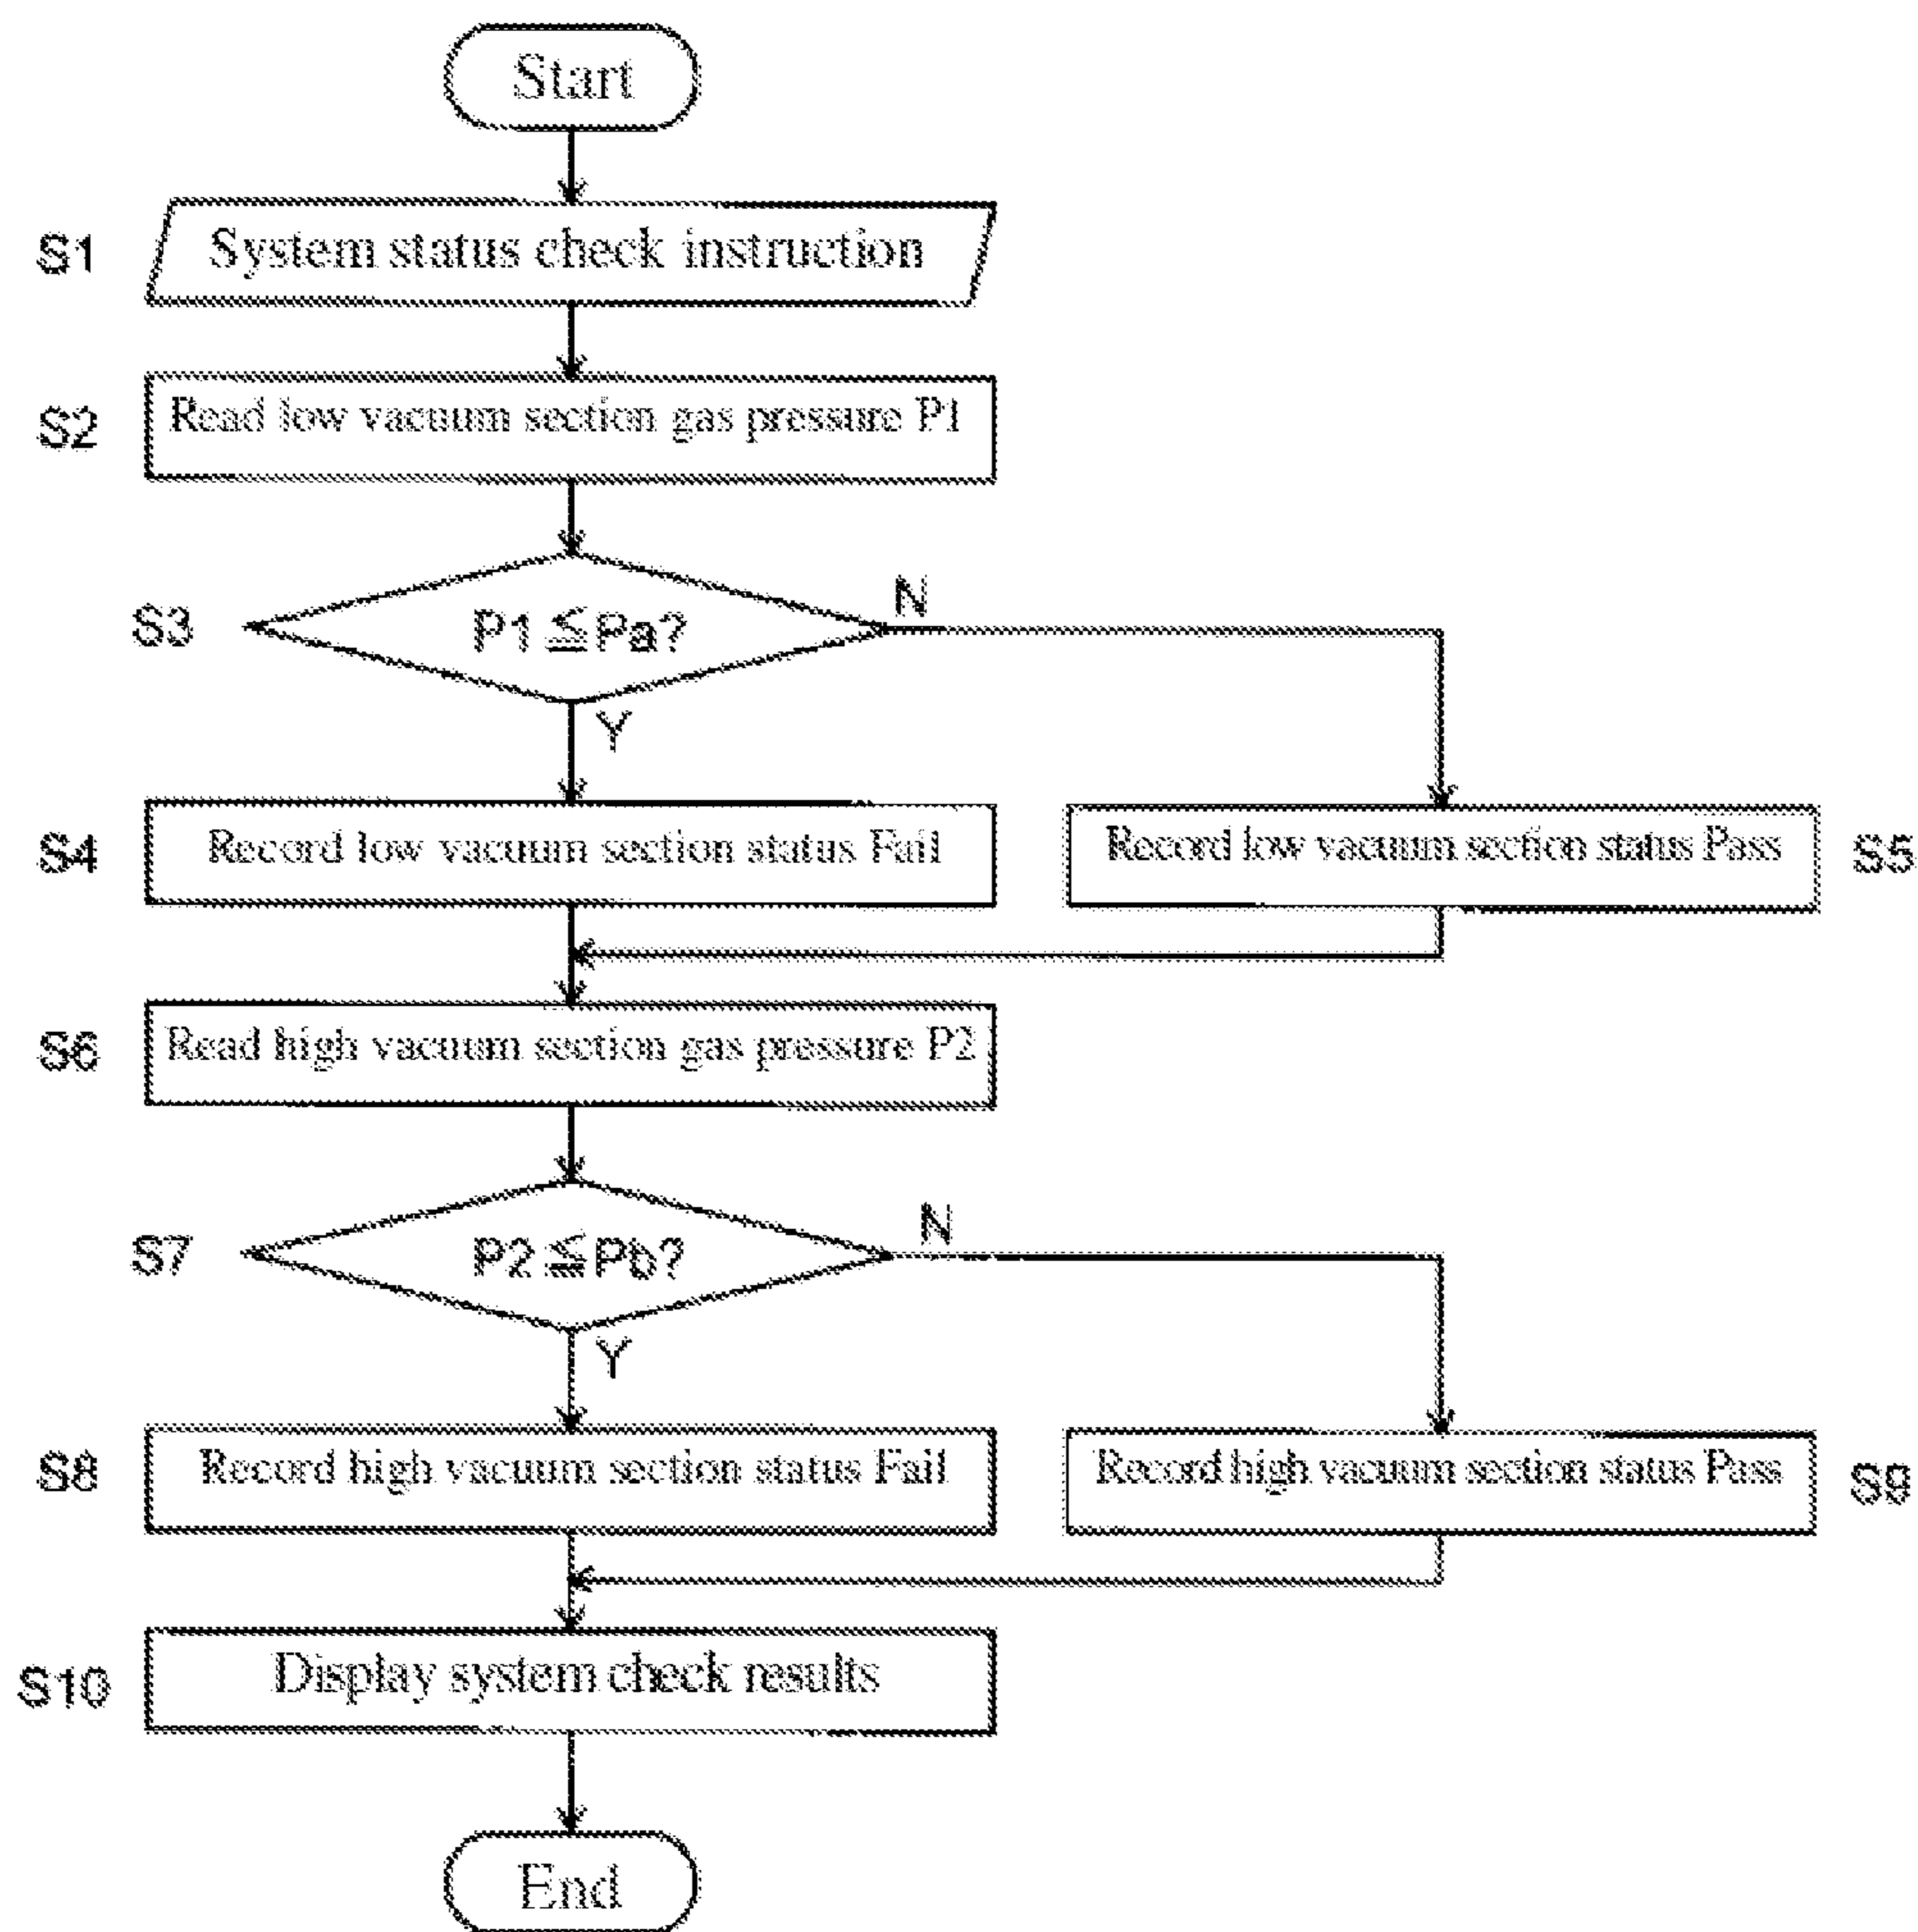 Start
S1
System status check instruction
S2
Read low vacuum section gas pressure P1
S3
P1≦Pa?
N
Y
S4
Record low vacuum section status Fail
Record low vacuum section status Pass
S5
S6
Read high vacuum section gas pressure P2
S7
P2≦Pb?
N
Y
S8
Record high vacuum section status Fail
Record high vacuum section status Pass
S9
S10
Display system check results
End